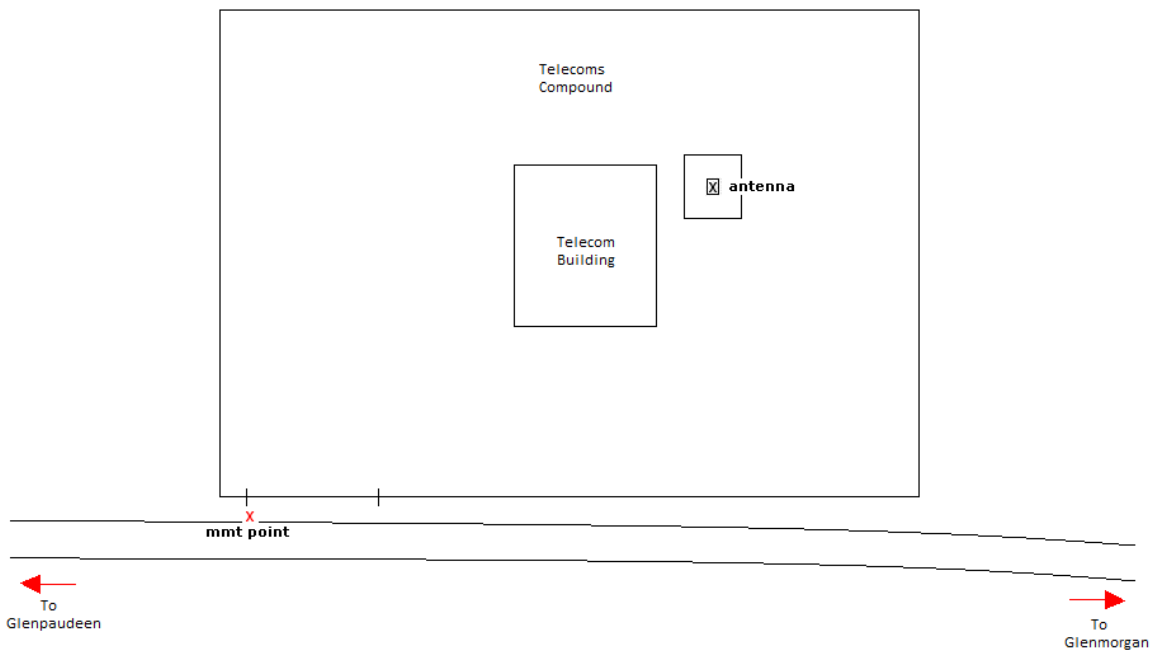 Telecoms
Compound
X antenna
Telecom
Building
X
mmt point
To
Glenpaudeen
To
Glenmorgan